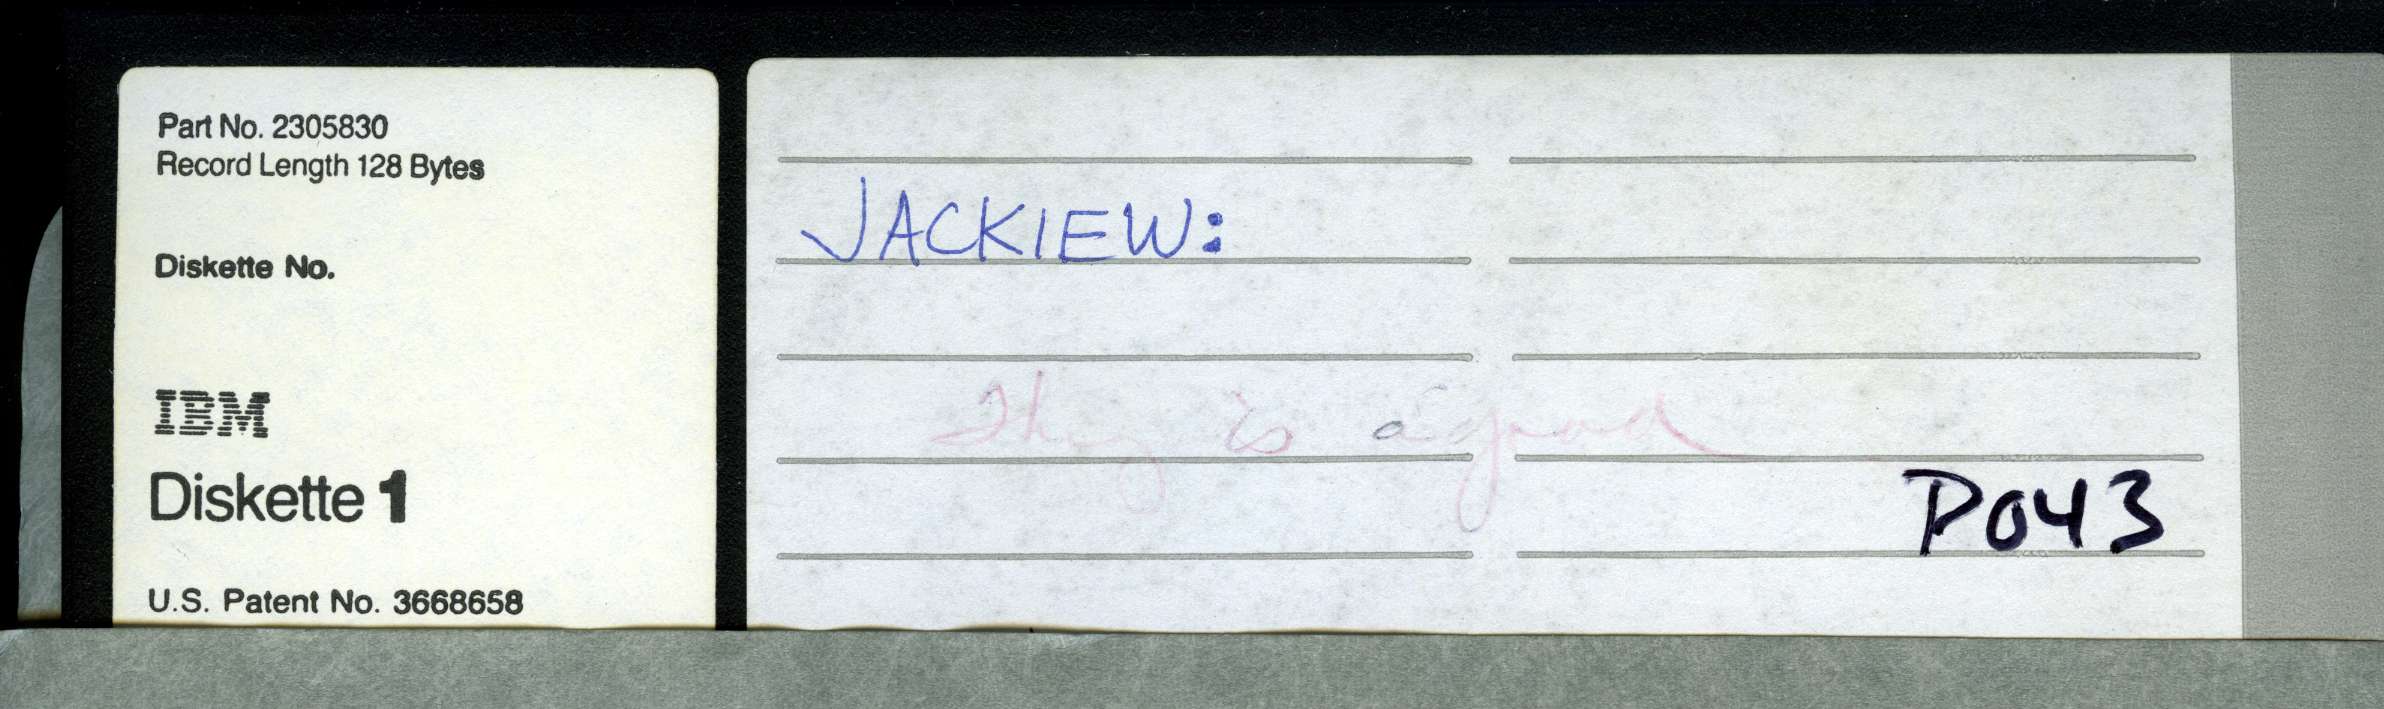 Part No. 2305830
Record Length 128 Bytes
Diskette No.
IBM
Diskette 1
U.S. Patent No. 3668658
JACKIEW:
is a good
P043